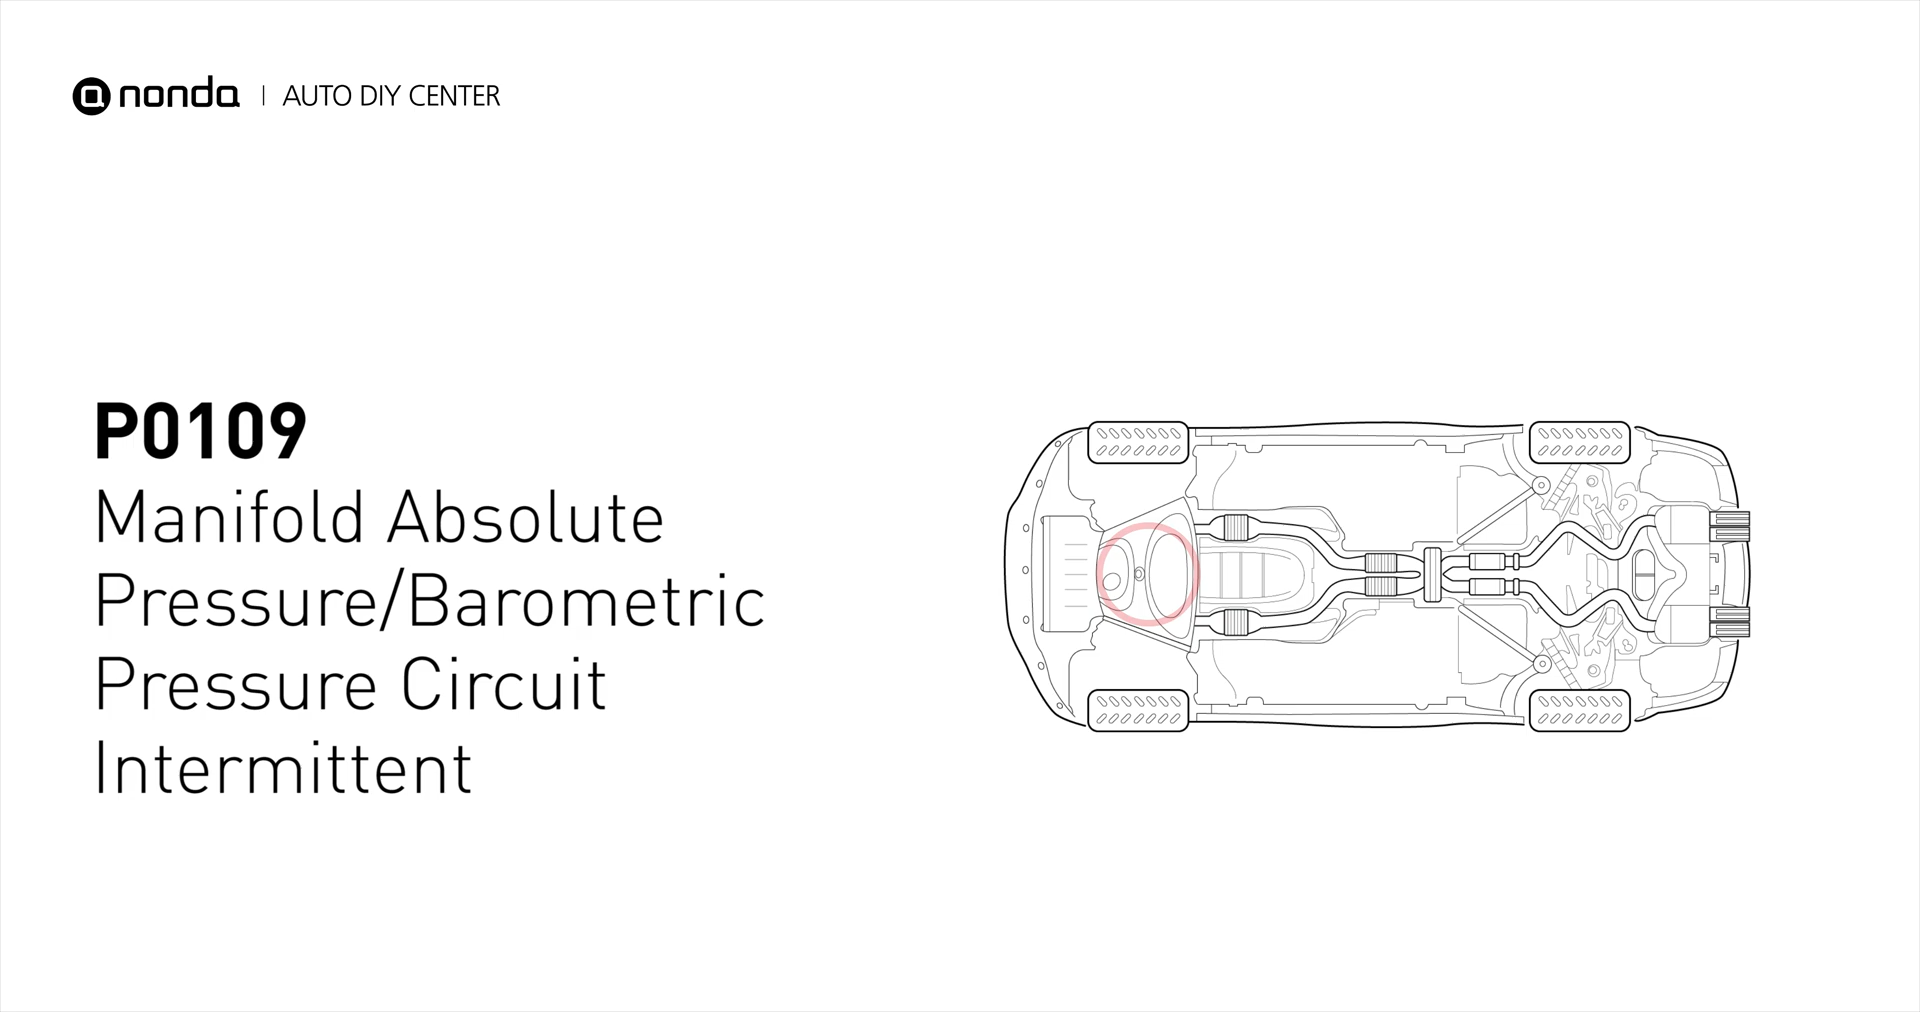 nonda | AUTO DIY CENTER
P0109
Manifold Absolute
Pressure/Barometric
Pressure Circuit
Intermittent